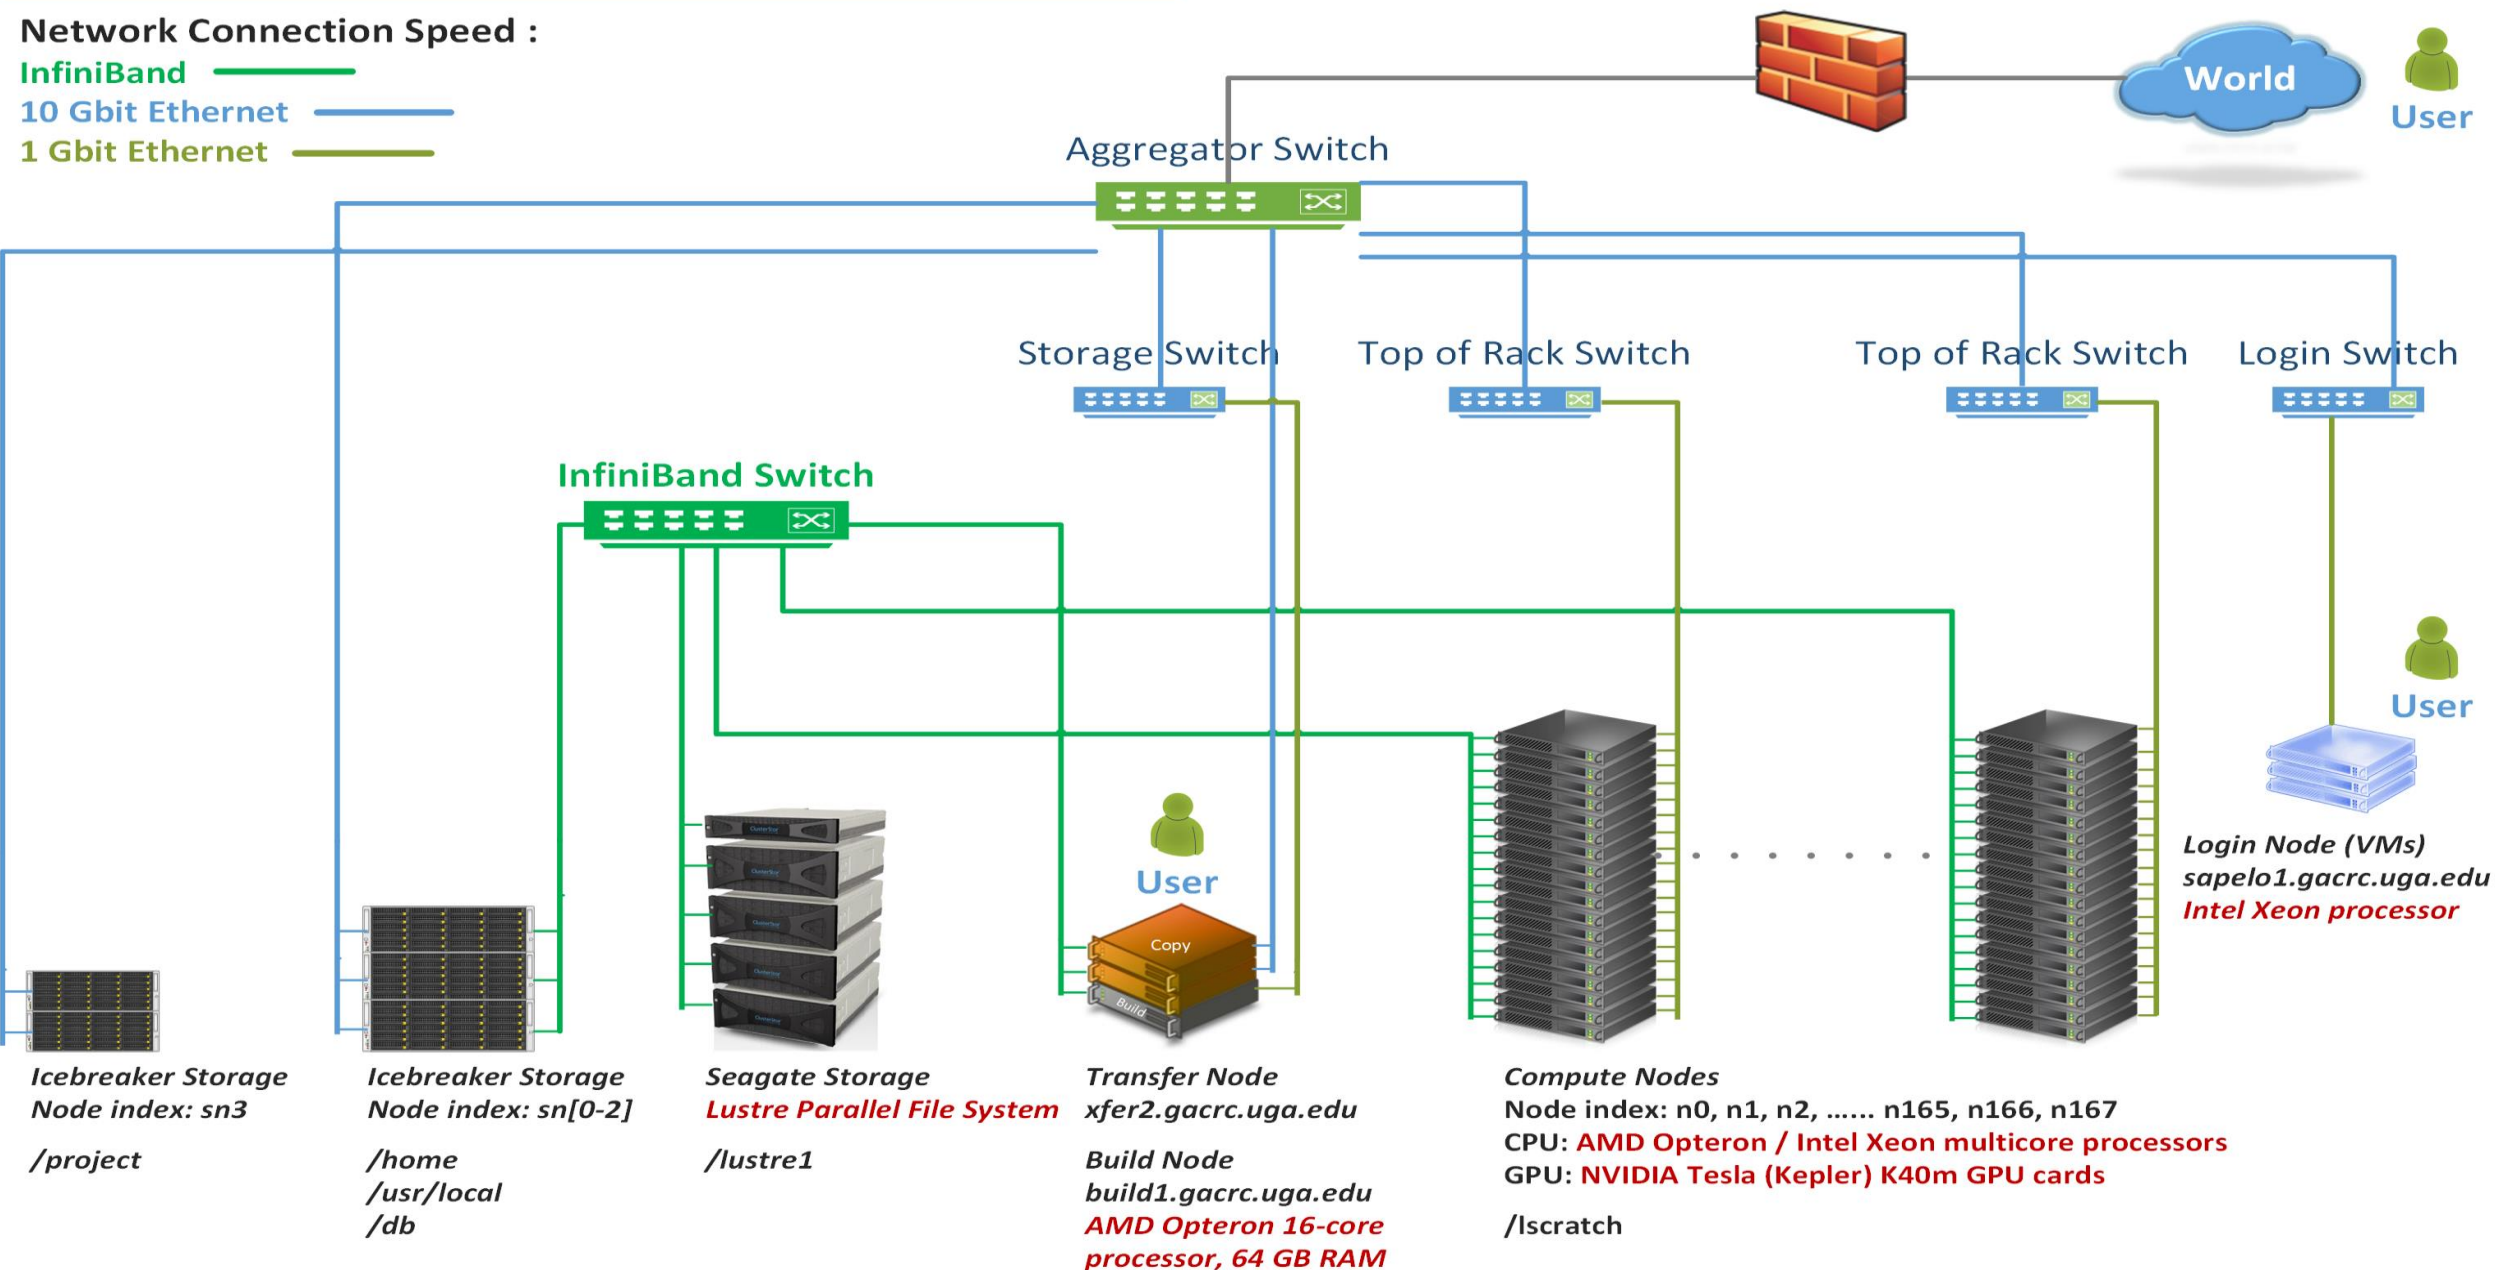 Network Connection Speed :
InfiniBand
10 Gbit Ethernet
1 Gbit Ethernet
World
User
Aggregator Switch
Storage Switch
Top of Rack Switch
Top of Rack Switch
Login Switch
InfiniBand Switch
User
User
Copy
Build
Login Node (VMs)
sapelo1.gacrc.uga.edu
Intel Xeon processor
Icebreaker Storage
Node index: sn3
/project
Icebreaker Storage
Node index: sn[0-2]
/home
/usr/local
/db
Seagate Storage
Lustre Parallel File System
/lustre1
Transfer Node
xfer2.gacrc.uga.edu
Build Node
build1.gacrc.uga.edu
AMD Opteron 16-core
processor, 64 GB RAM
Compute Nodes
Node index: n0, n1, n2, ...... n165, n166, n167
CPU: AMD Opteron / Intel Xeon multicore processors
GPU: NVIDIA Tesla (Kepler) K40m GPU cards
/lscratch